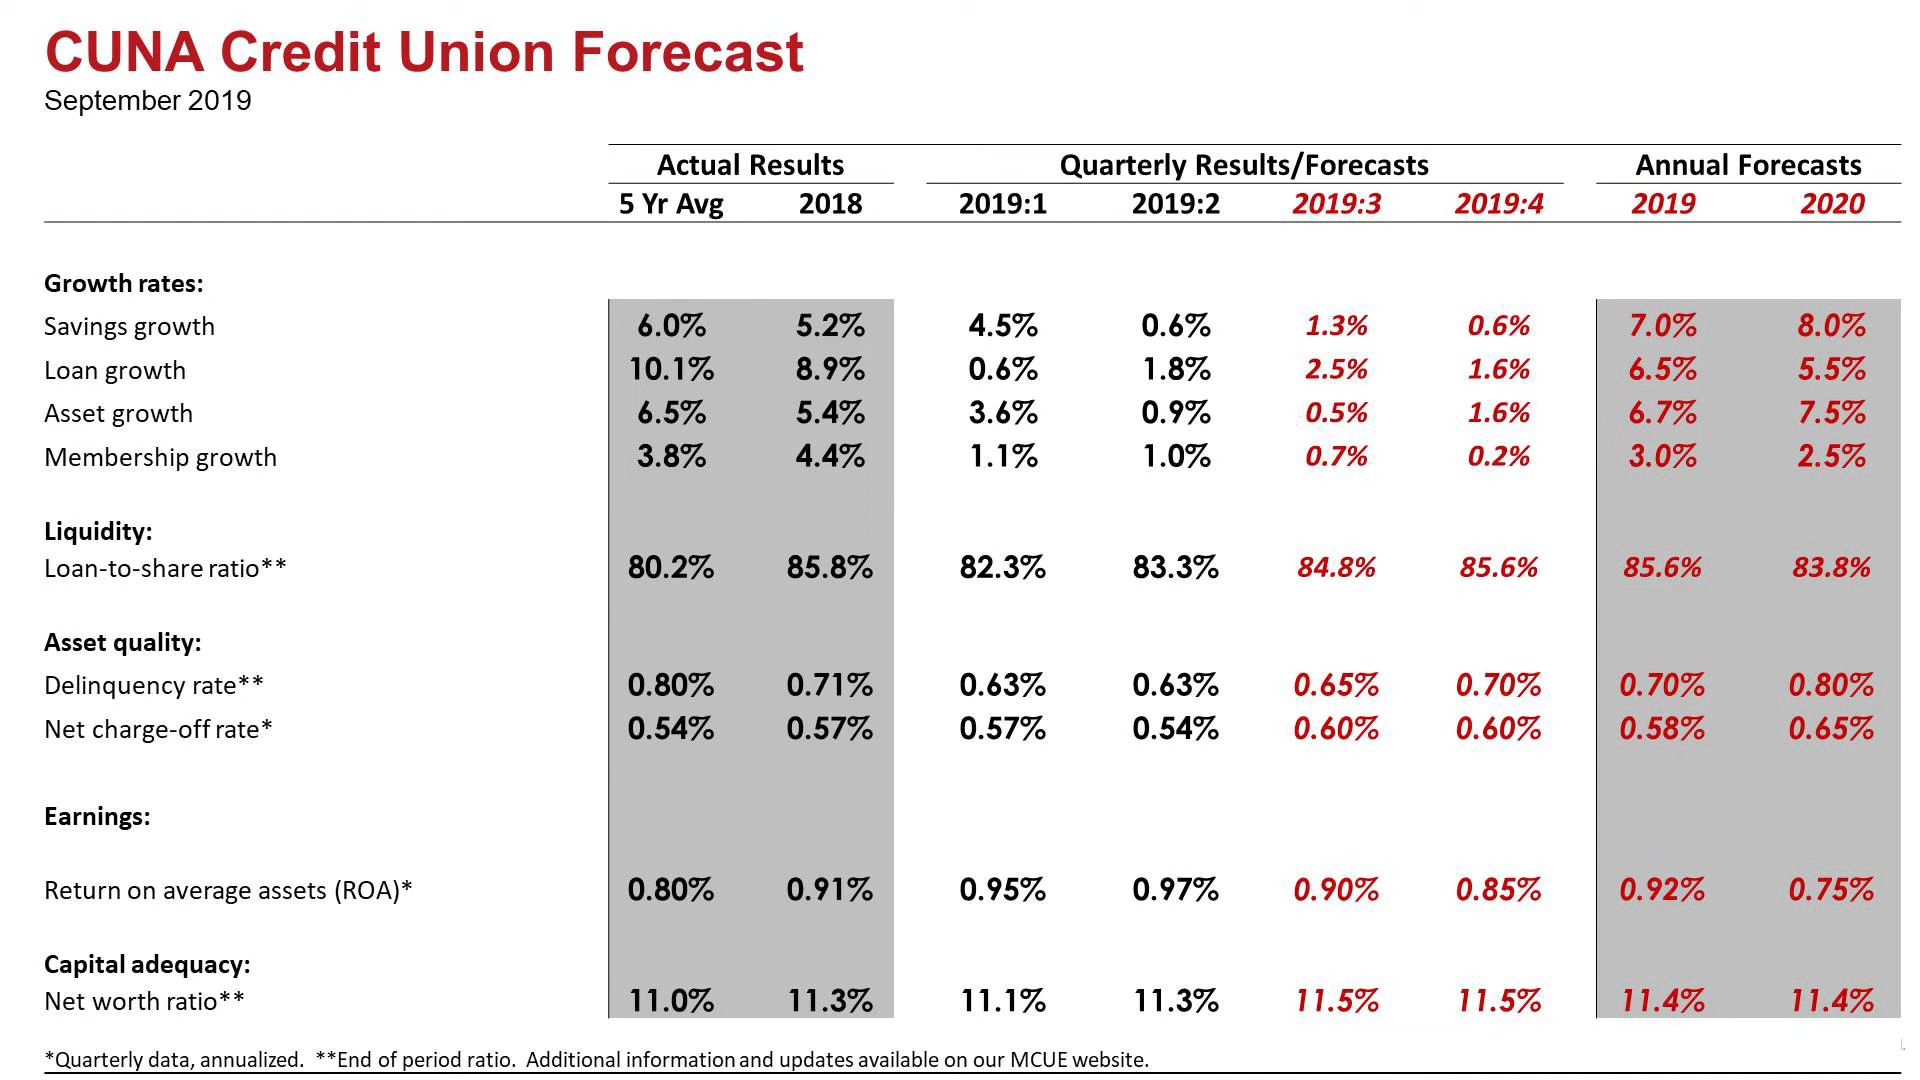 CUNA Credit Union Forecast
September 2019
Actual Results Quarterly Results/Forecasts Annual Forecasts
5 Yr Avg 2018 2019:1 2019:2 2019:3 2019:4 2019 2020
Growth rates:
Savings growth 6.0% 5.2% 4.5% 0.6% 1.3% 0.6% 7.0% 8.0%
Loan growth 10.1% 8.9% 0.6% 1.8% 2.5% 1.6% 6.5% 5.5%
Asset growth 6.5% 5.4% 3.6% 0.9% 0.5% 1.6% 6.7% 7.5%
Membership growth 3.8% 4.4% 1.1% 1.0% 0.7% 0.2% 3.0% 2.5%
Liquidity:
Loan-to-share ratio** 80.2% 85.8% 82.3% 83.3% 84.8% 85.6% 85.6% 83.8%
Asset quality:
Delinquency rate** 0.80% 0.71% 0.63% 0.63% 0.65% 0.70% 0.70% 0.80%
Net charge-off rate* 0.54% 0.57% 0.57% 0.54% 0.60% 0.60% 0.58% 0.65%
Earnings:
Return on average assets (ROA)* 0.80% 0.91% 0.95% 0.97% 0.90% 0.85% 0.92% 0.75%
Capital adequacy:
Net worth ratio** 11.0% 11.3% 11.1% 11.3% 11.5% 11.5% 11.4% 11.4%
*Quarterly data, annualized. **End of period ratio. Additional information and updates available on our MCUE website.